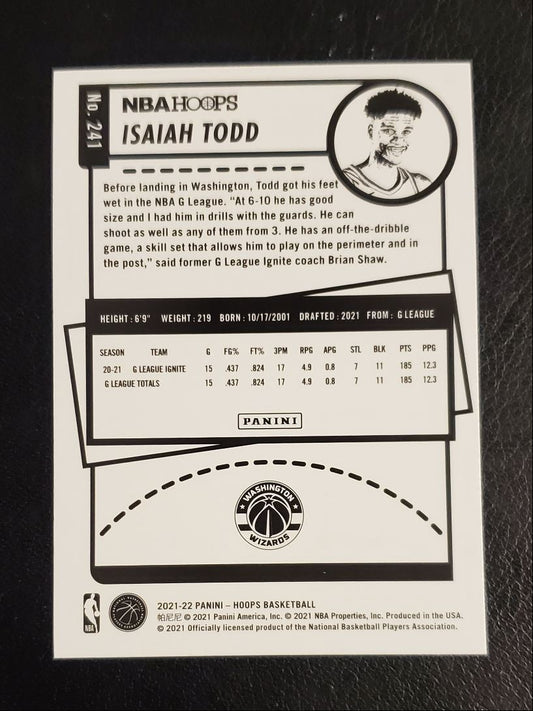 No. 241
NBA HOOPS
ISAIAH TODD
Before landing in Washington, Todd got his feet
wet in the NBA G League. "At 6-10 he has good
size and I had him in drills with the guards. He can
shoot as well as any of them from 3. He has an off-the-dribble
game, a skill set that allows him to play on the perimeter and in
the post," said former G League Ignite coach Brian Shaw.
HEIGHT: 6'9" WEIGHT: 219 BORN: 10/17/2001 DRAFTED: 2021 FROM: G LEAGUE
SEASON TEAM G FG% FT% 3PM RPG APG STL BLK PTS PPG
20-21 G LEAGUE IGNITE 15 .437 .824 17 4.9 0.8 7 11 185 12.3
G LEAGUE TOTALS 15 .437 .824 17 4.9 0.8 7 11 185 12.3
PANINI
WASHINGTON
WIZARDS
2021-22 PANINI – HOOPS BASKETBALL
帕尼尼 © 2021 Panini America, Inc. © 2021 NBA Properties, Inc. Produced in the USA.
© 2021 Officially licensed product of the National Basketball Players Association.
NBA